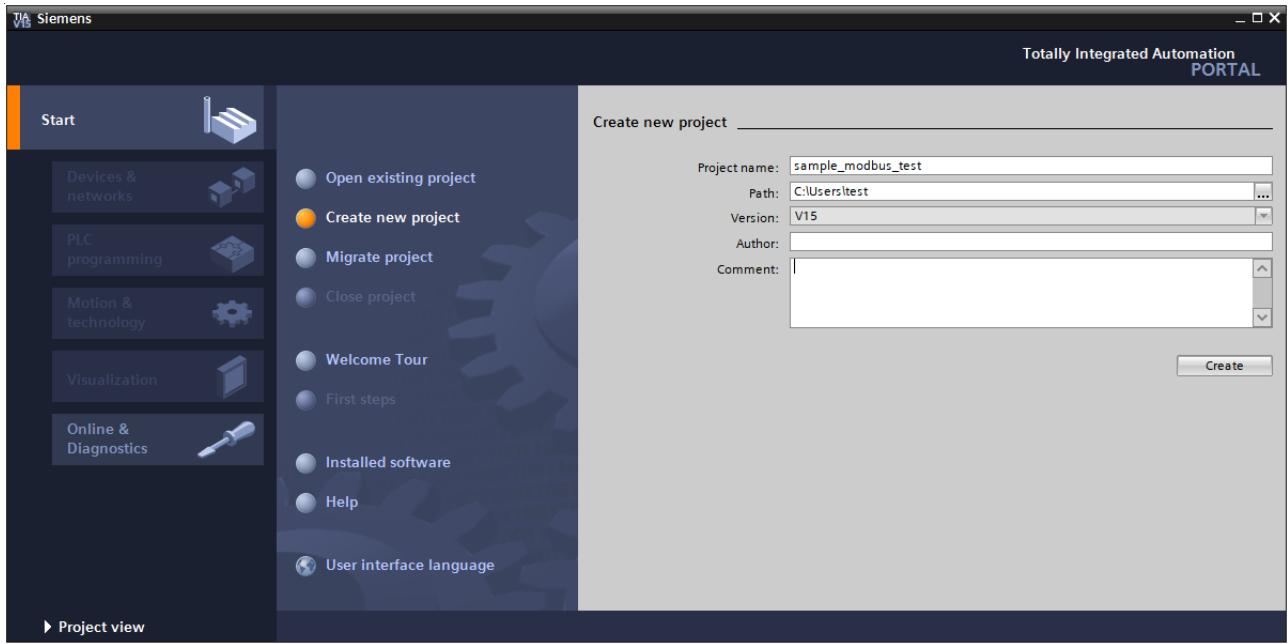 TIA
V15
Siemens
Totally Integrated Automation
PORTAL
Start
Devices &
networks
PLC
programming
Motion &
technology
Visualization
Online &
Diagnostics
Project view
Open existing project
Create new project
Migrate project
Close project
Welcome Tour
First steps
Installed software
Help
User interface language
Create new project
Project name: sample_modbus_test
Path: C:\Users\test ...
Version: V15
Author:
Comment:
Create